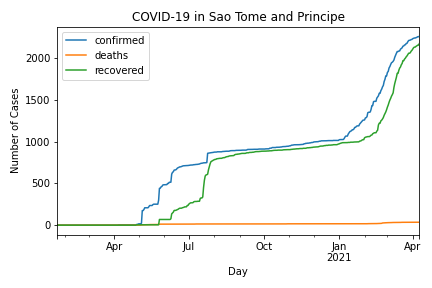 COVID-19 in Sao Tome and Principe
confirmed
deaths
recovered
Number of Cases
2000
1500
1000
500
0
Apr
Jul
Oct
Jan
2021
Apr
Day